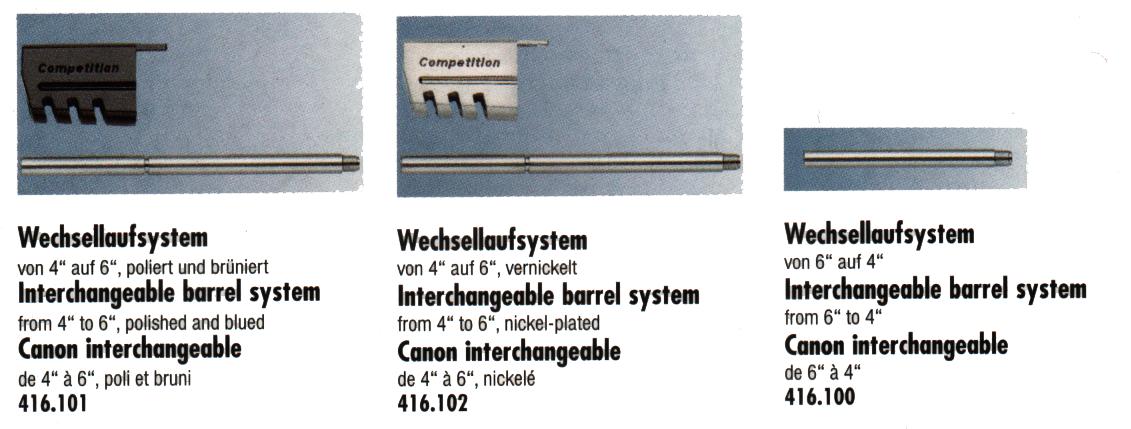 Competition
Wechsellaufsystem
von 4“ auf 6“, poliert und brüniert
Interchangeable barrel system
from 4“ to 6“, polished and blued
Canon interchangeable
de 4“ à 6“, poli et bruni
416.101
Competition
Wechsellaufsystem
von 4“ auf 6“, vernickelt
Interchangeable barrel system
from 4“ to 6“, nickel-plated
Canon interchangeable
de 4“ à 6“, nickelé
416.102
Wechsellaufsystem
von 6“ auf 4“
Interchangeable barrel system
from 6“ to 4“
Canon interchangeable
de 6“ à 4“
416.100